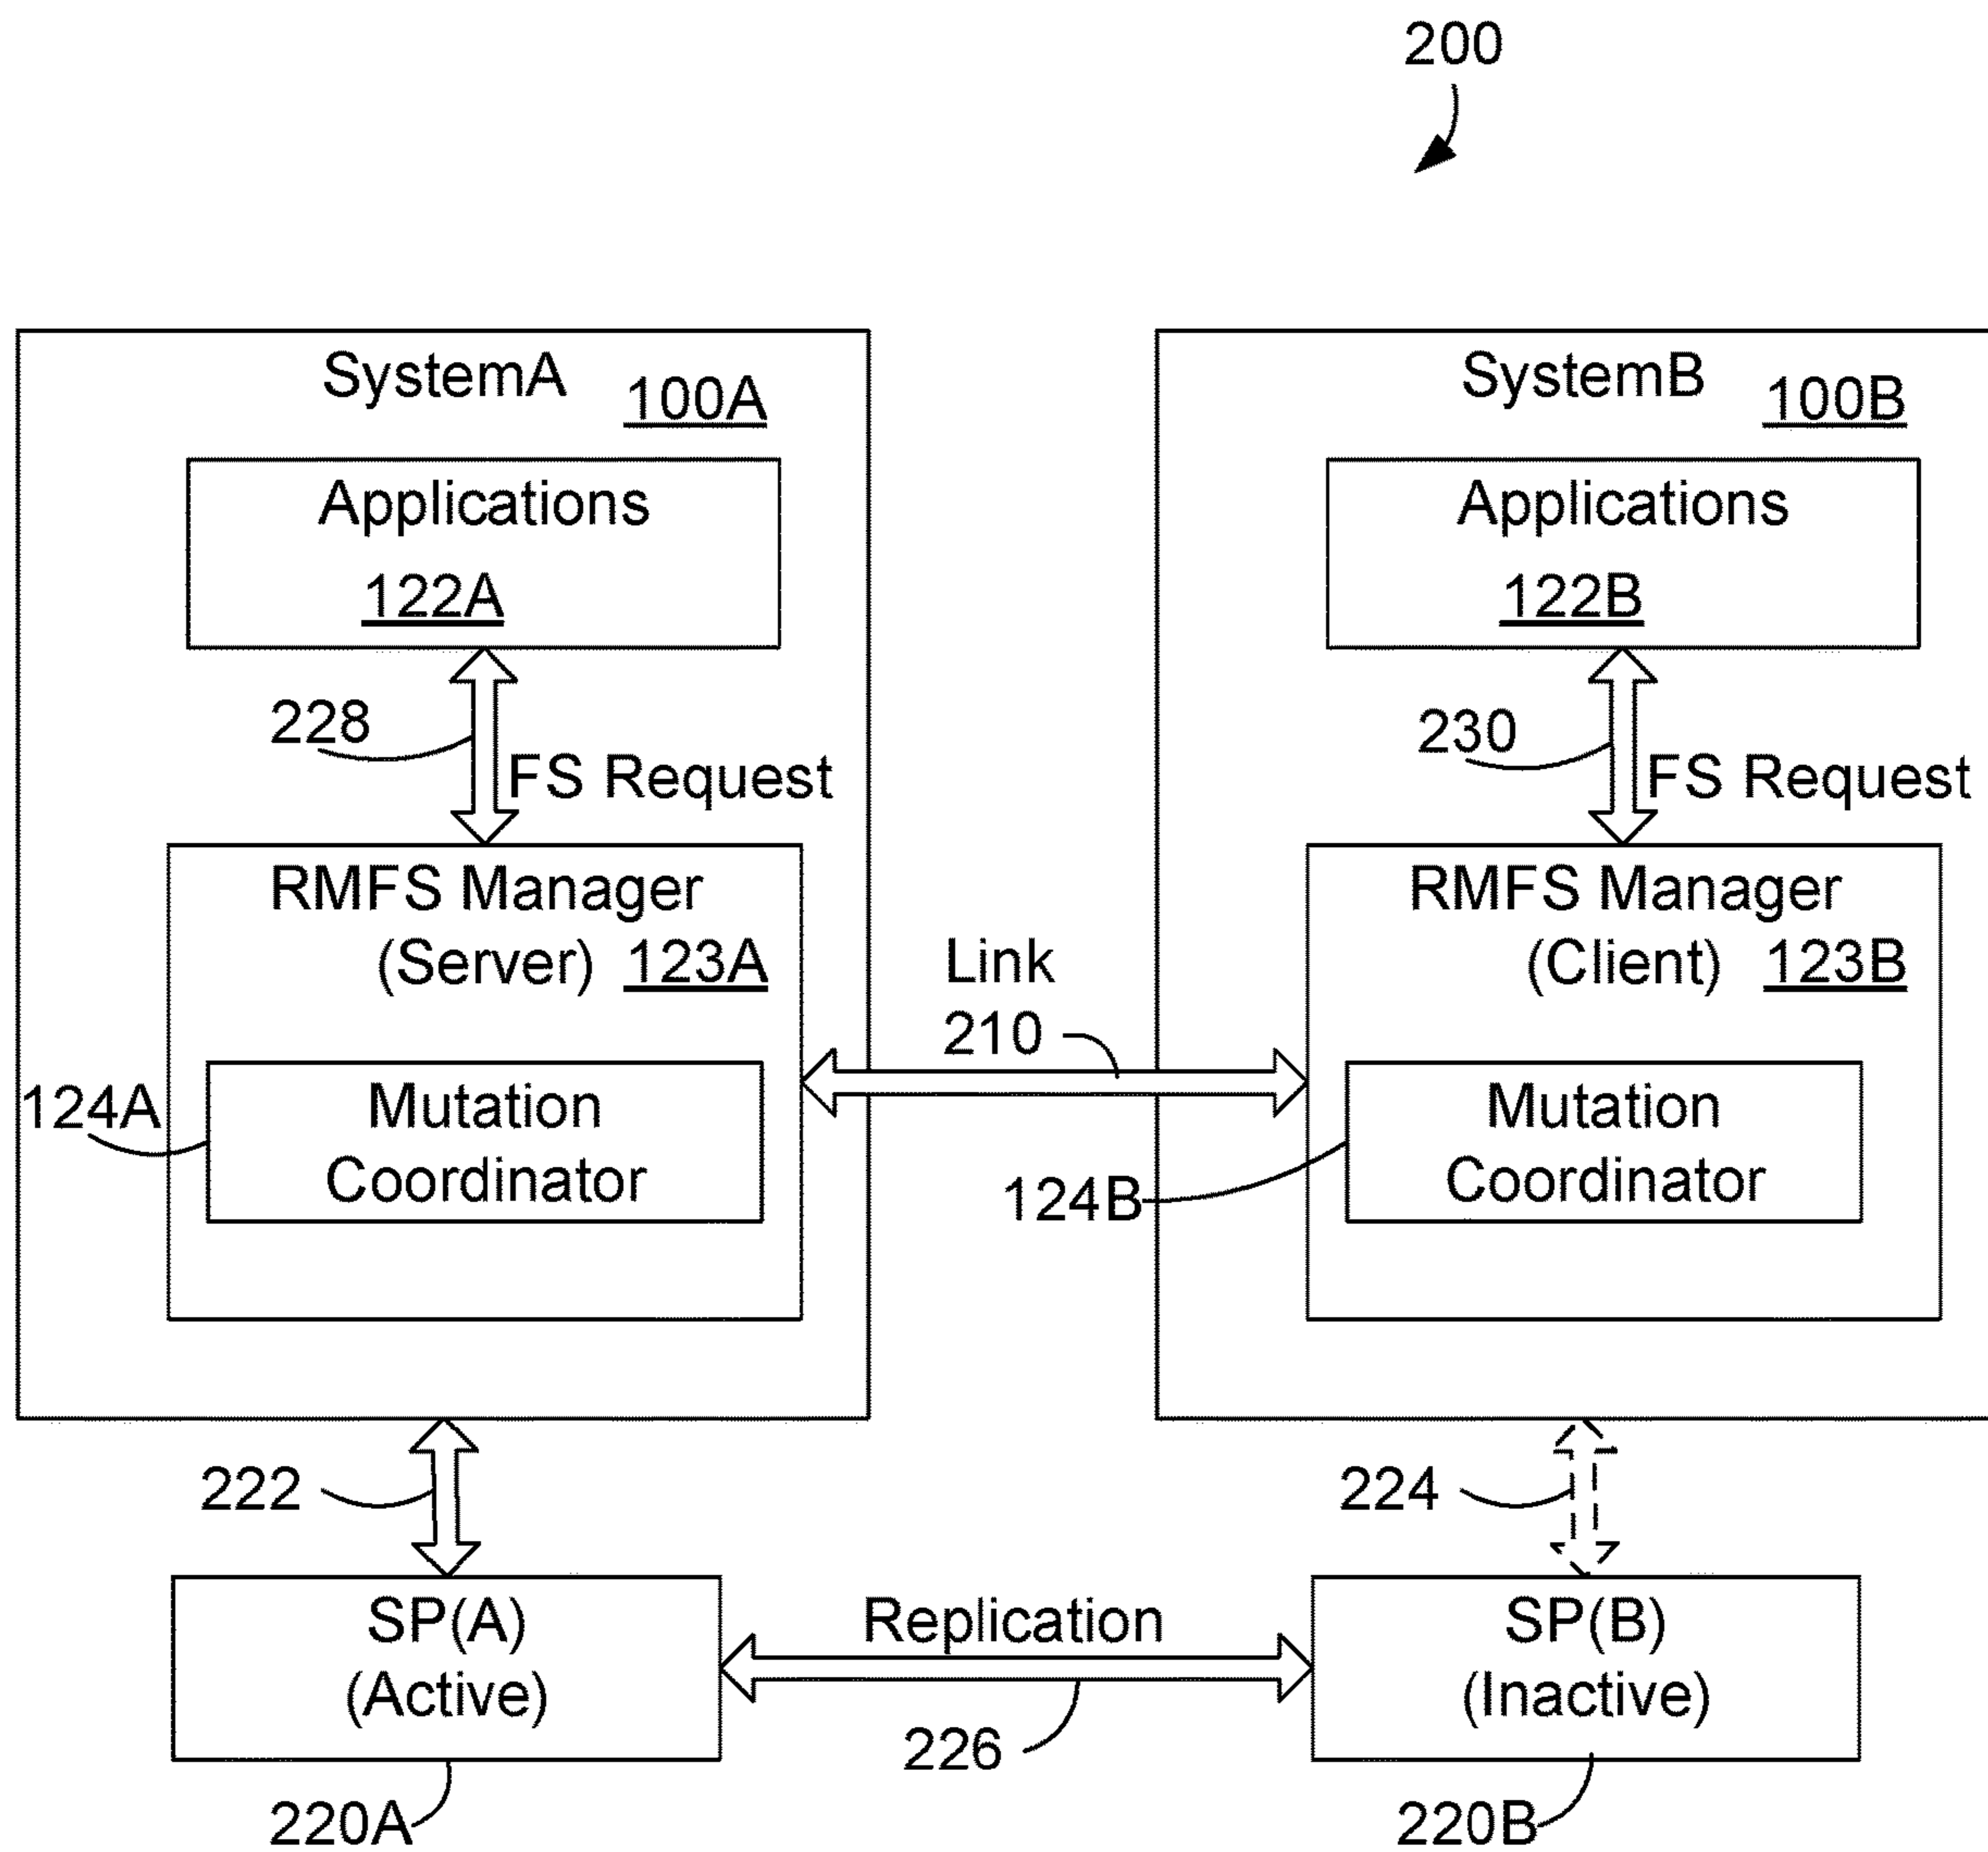 200
SystemA
100A
Applications
122A
228
FS Request
RMFS Manager
(Server) 123A
124A
Mutation
Coordinator
Link
210
SystemB
100B
Applications
122B
230
FS Request
RMFS Manager
(Client) 123B
124B
Mutation
Coordinator
222
224
SP(A)
(Active)
220A
Replication
226
SP(B)
(Inactive)
220B